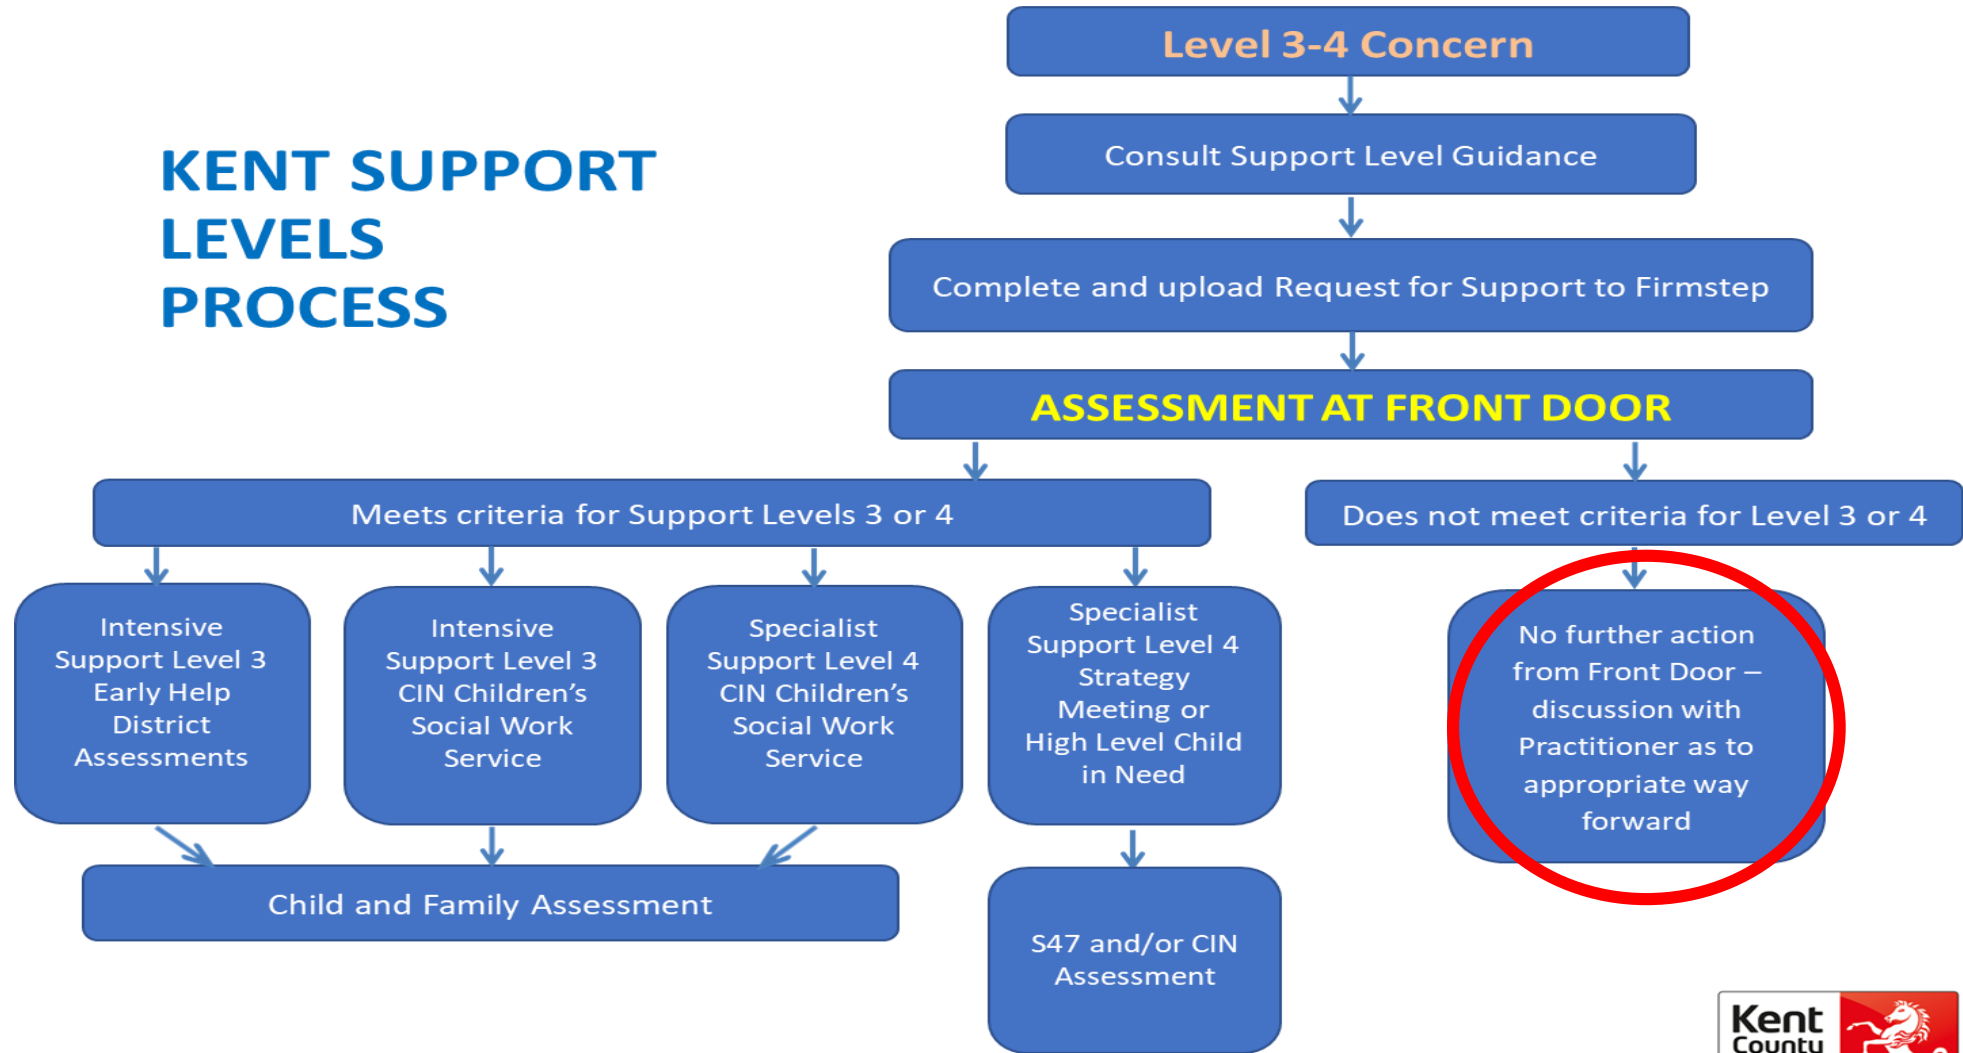 Level 3-4 Concern
KENT SUPPORT
LEVELS
PROCESS
Consult Support Level Guidance
Complete and upload Request for Support to Firmstep
ASSESSMENT AT FRONT DOOR
Meets criteria for Support Levels 3 or 4
Does not meet criteria for Level 3 or 4
Intensive
Support Level 3
Early Help
District
Assessments
Intensive
Support Level 3
CIN Children’s
Social Work
Service
Specialist
Support Level 4
CIN Children’s
Social Work
Service
Specialist
Support Level 4
Strategy
Meeting or
High Level Child
in Need
No further action
from Front Door –
discussion with
Practitioner as to
appropriate way
forward
Child and Family Assessment
S47 and/or CIN
Assessment
Kent
County